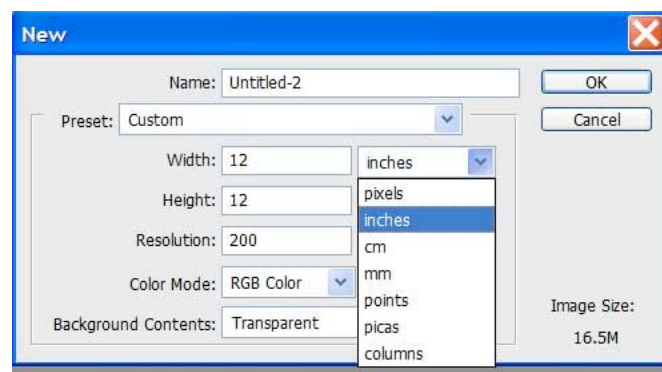 New
Name: Untitled-2
OK
Preset: Custom
Cancel
Width: 12 inches
pixels
Height: 12
inches
Resolution: 200
cm
mm
Color Mode: RGB Color
points
Image Size:
Background Contents: Transparent
picas
16.5M
columns